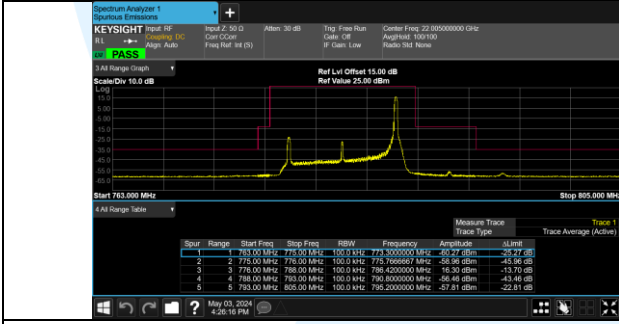 Spectrum Analyzer 1
Spurious Emissions
+
KEYSIGHT Input: RF Input Z: 50 Ω Atten: 30 dB Trig: Free Run Center Freq: 22.005000000 GHz
RL Coupling: DC Corr CCorr Gate: Off Avg|Hold: 100/100
Align: Auto Freq Ref: Int (S) IF Gain: Low Radio Std: None
PASS
3 All Range Graph
Ref Lvl Offset 15.00 dB
Scale/Div 10.0 dB Ref Value 25.00 dBm
Log
15.0
5.00
-5.00
-15.0
-25.0
-35.0
-45.0
-55.0
-65.0
Start 763.000 MHz Stop 805.000 MHz
4 All Range Table
Measure Trace Trace 1
Trace Type Trace Average (Active)
Spur Range Start Freq Stop Freq RBW Frequency Amplitude ΔLimit
1 1 763.00 MHz 775.00 MHz 100.0 kHz 773.3000000 MHz -60.27 dBm -25.27 dB
2 2 775.00 MHz 776.00 MHz 100.0 kHz 775.7666667 MHz -58.96 dBm -45.96 dB
3 3 776.00 MHz 788.00 MHz 100.0 kHz 786.4200000 MHz 16.30 dBm -13.70 dB
4 4 788.00 MHz 793.00 MHz 100.0 kHz 790.8000000 MHz -56.46 dBm -43.46 dB
5 5 793.00 MHz 805.00 MHz 100.0 kHz 795.2000000 MHz -57.81 dBm -22.81 dB
?
May 03, 2024
4:26:16 PM